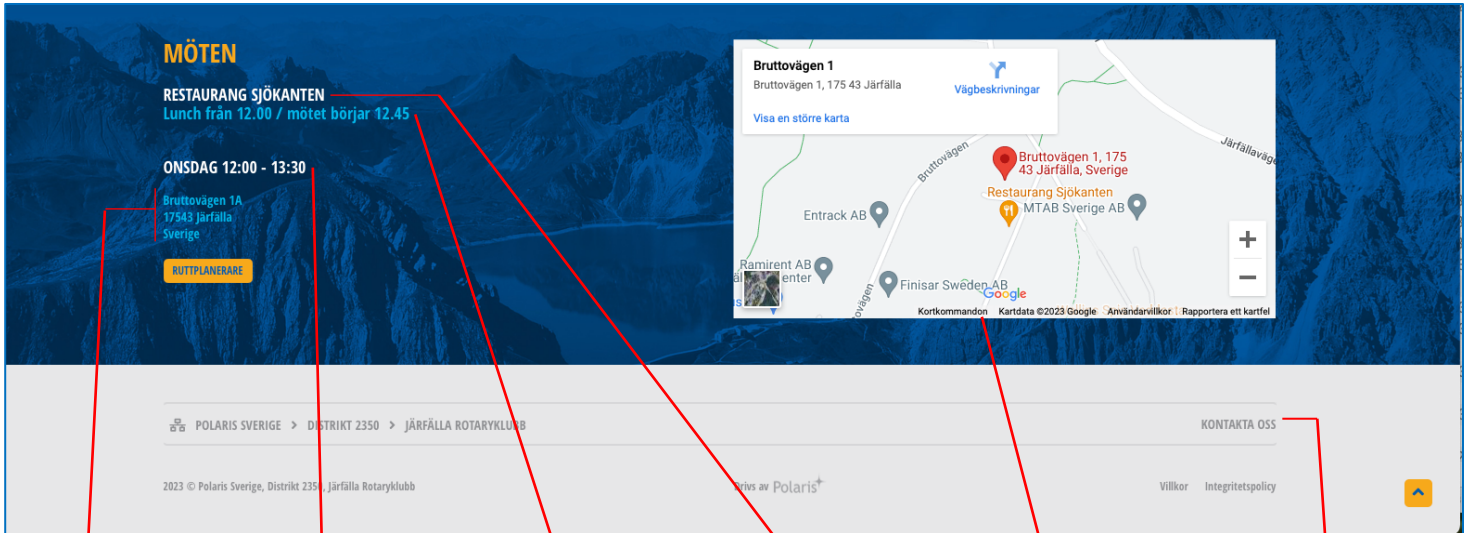 MÖTEN
RESTAURANG SJÖKANTEN
Lunch från 12.00 / mötet börjar 12.45
ONSDAG 12:00 - 13:30
Bruttovägen 1A
17543 Järfälla
Sverige
RUTTPLANERARE
Bruttovägen 1
Bruttovägen 1, 175 43 Järfälla
Vägbeskrivningar
Visa en större karta
Järfällaväge
Bruttovägen
Bruttovägen 1, 175
43 Järfälla, Sverige
Restaurang Sjökanten
MTAB Sverige AB
Entrack AB
Ramirent AB
enter
Finisar Sweden AB
tovägen
Google
Kortkommandon Kartdata ©2023 Google Användarvillkor Rapportera ett kartfel
POLARIS SVERIGE > DISTRIKT 2350 > JÄRFÄLLA ROTARYKLUBB
KONTAKTA OSS
2023 © Polaris Sverige, Distrikt 2350, Järfälla Rotaryklubb
Drivs av Polaris
Villkor Integritetspolicy